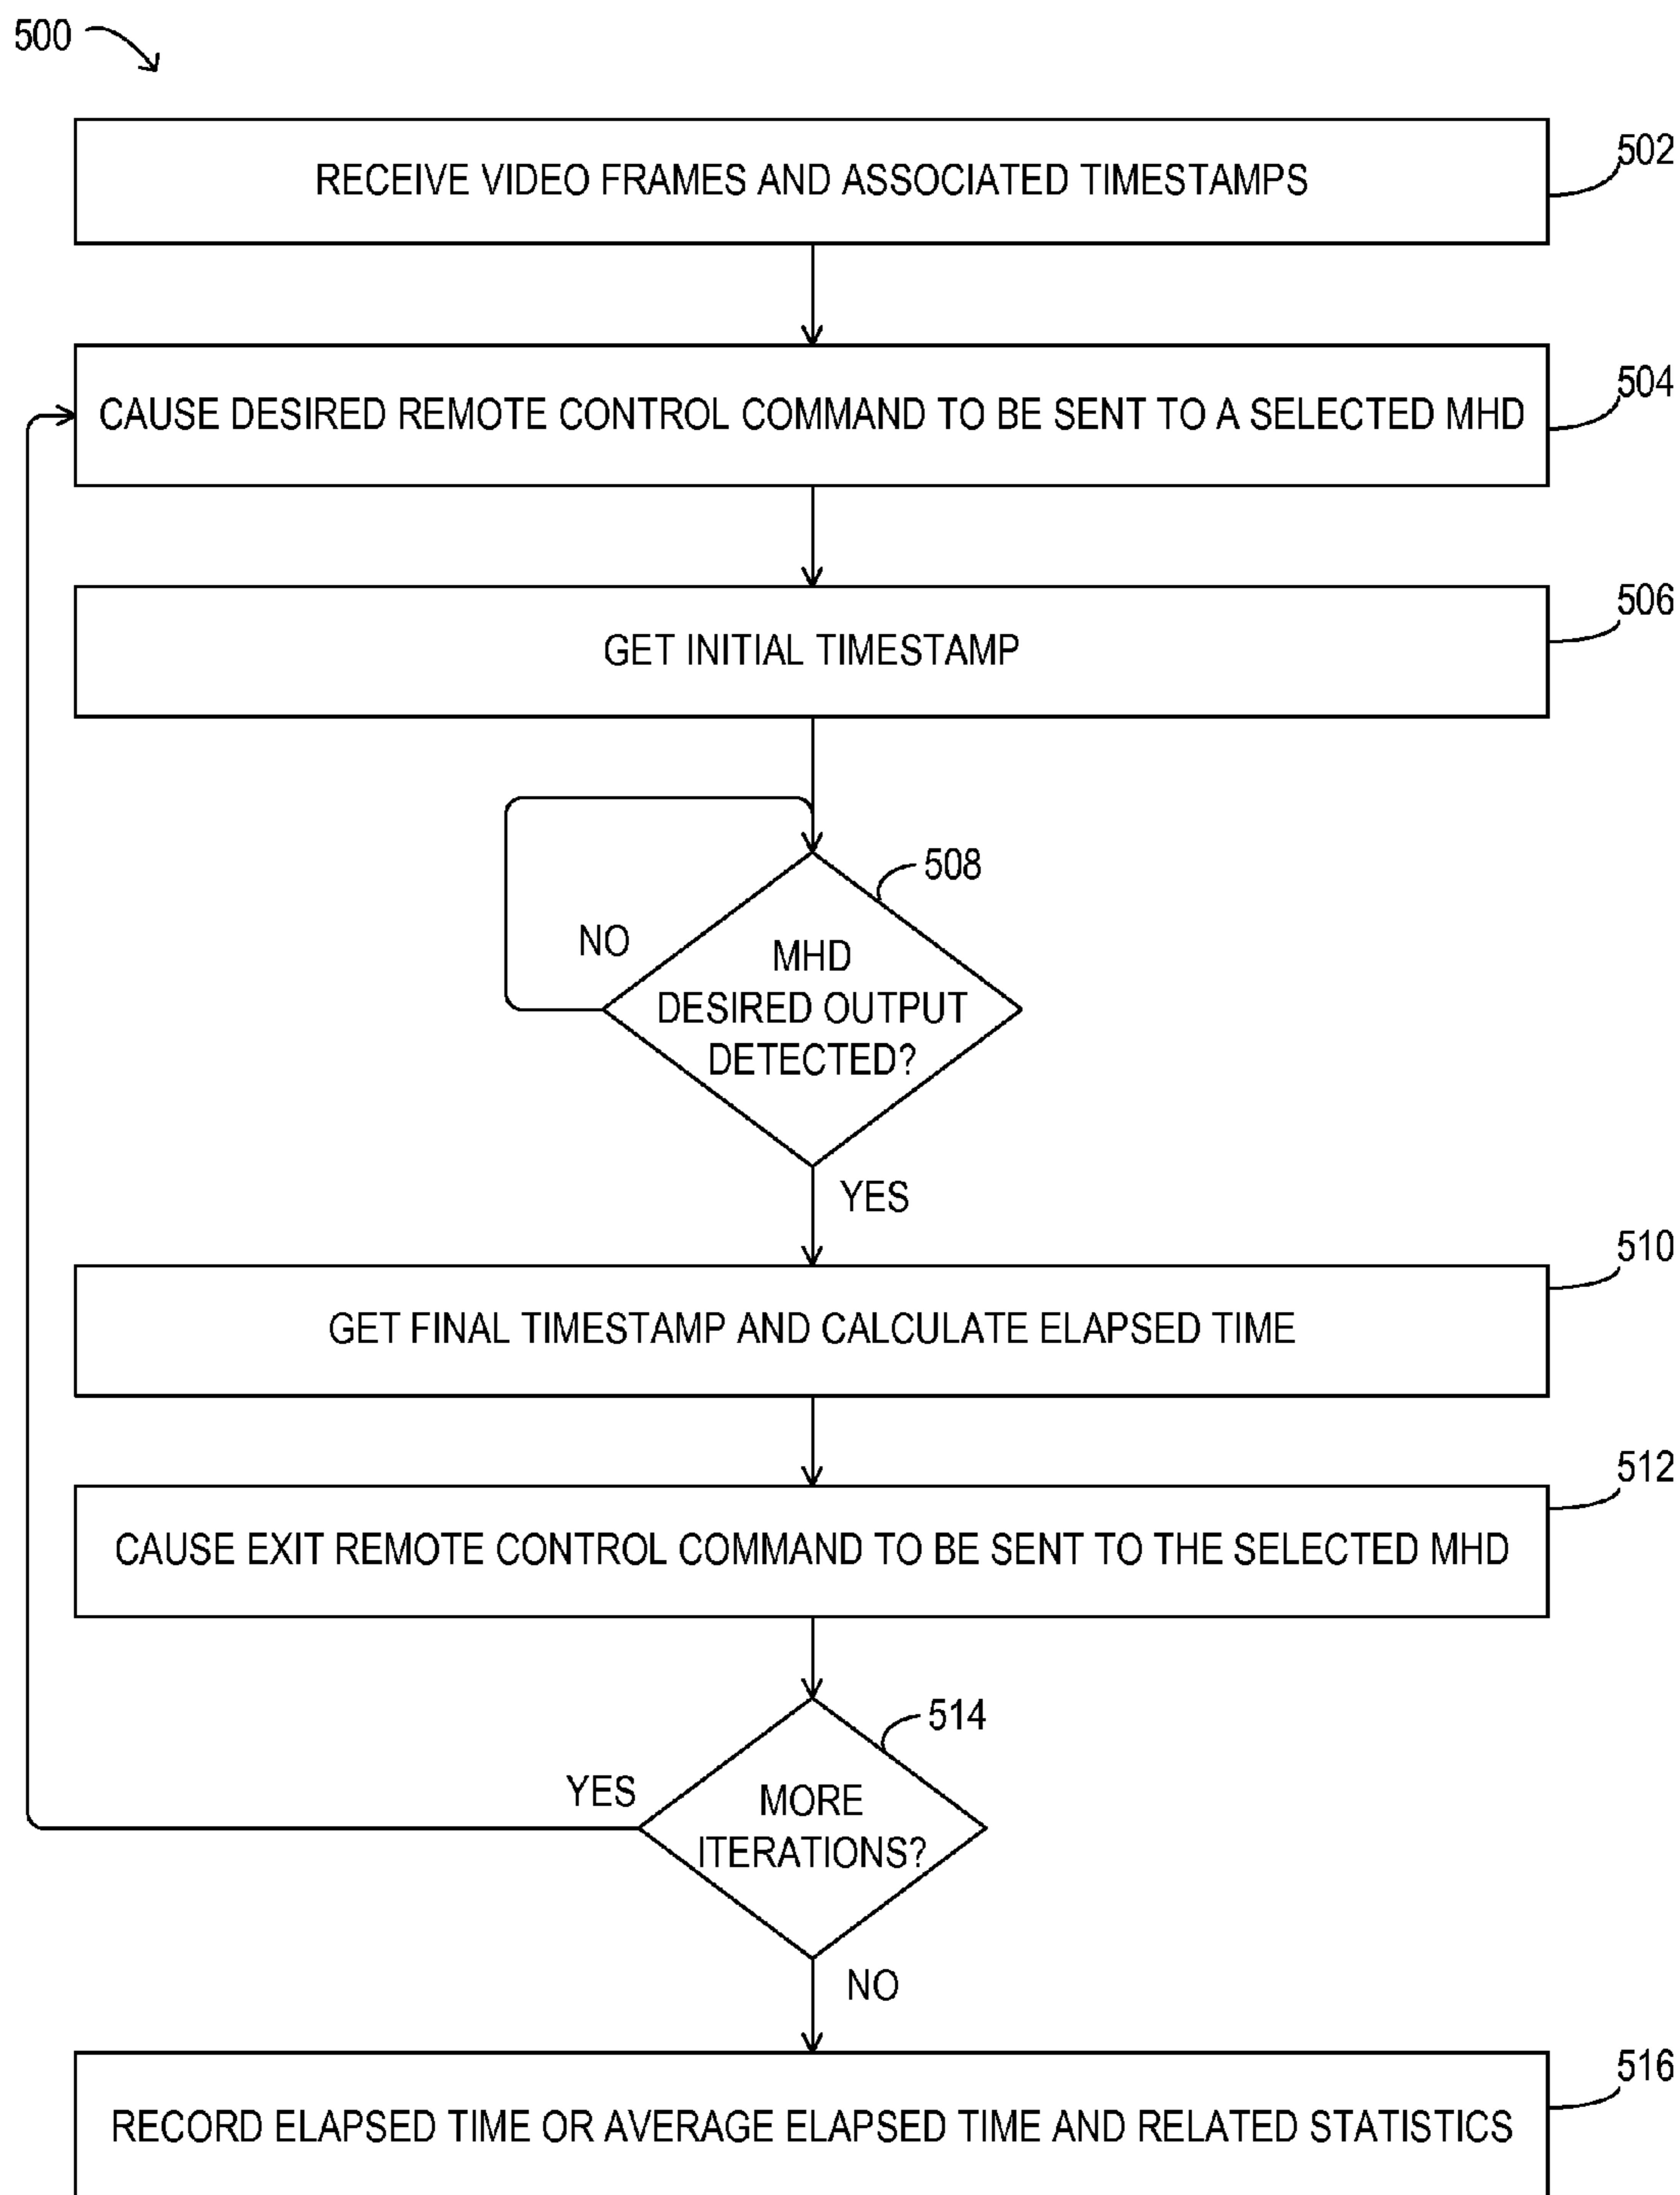 500
RECEIVE VIDEO FRAMES AND ASSOCIATED TIMESTAMPS
502
CAUSE DESIRED REMOTE CONTROL COMMAND TO BE SENT TO A SELECTED MHD
504
GET INITIAL TIMESTAMP
506
508
NO
MHD
DESIRED OUTPUT
DETECTED?
YES
GET FINAL TIMESTAMP AND CALCULATE ELAPSED TIME
510
CAUSE EXIT REMOTE CONTROL COMMAND TO BE SENT TO THE SELECTED MHD
512
514
YES
MORE
ITERATIONS?
NO
RECORD ELAPSED TIME OR AVERAGE ELAPSED TIME AND RELATED STATISTICS
516